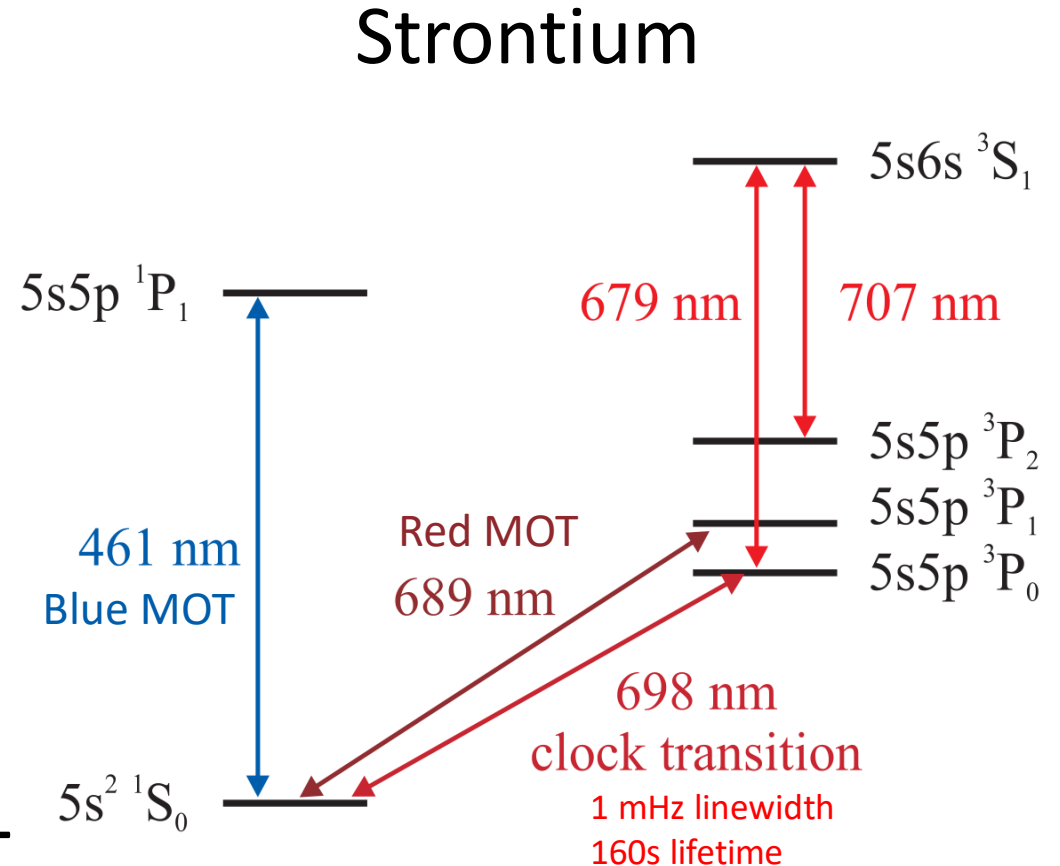 Strontium
5s6s ³S₁
5s5p ¹P₁
679 nm
707 nm
5s5p ³P₂
5s5p ³P₁
5s5p ³P₀
Red MOT
689 nm
461 nm
Blue MOT
698 nm
clock transition
1 mHz linewidth
160s lifetime
5s² ¹S₀